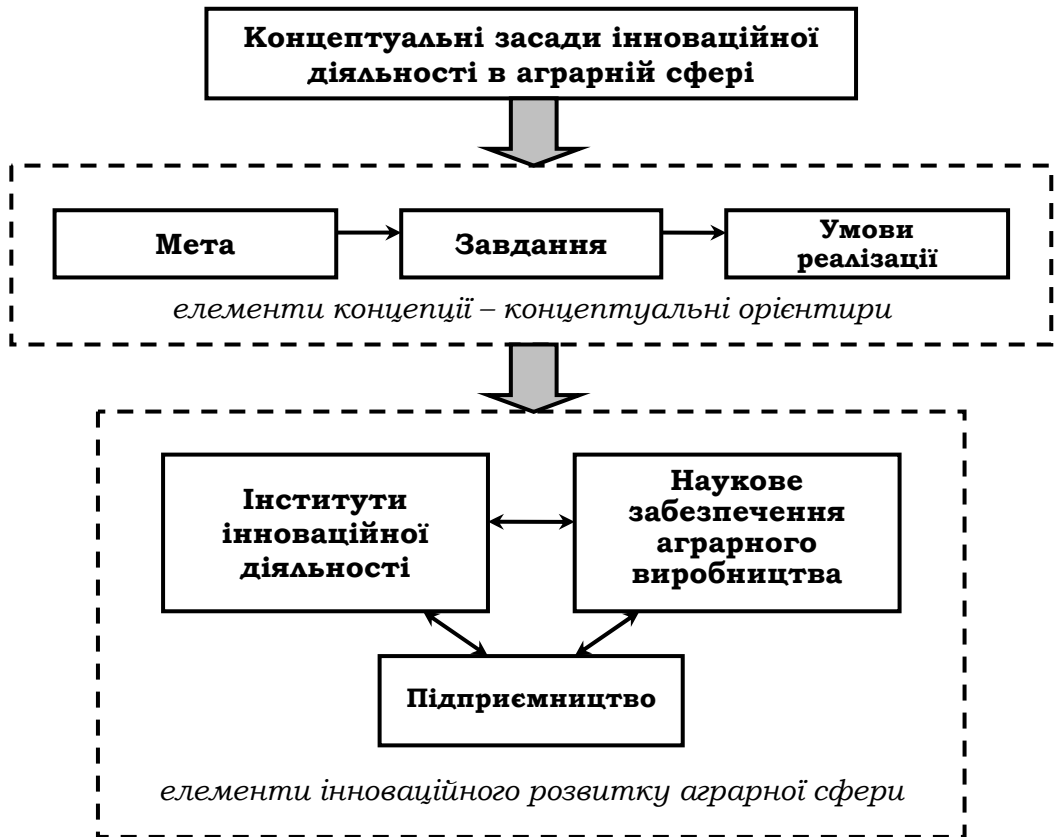 Концептуальні засади інноваційної
діяльності в аграрній сфері
Мета
Завдання
Умови
реалізації
елементи концепції – концептуальні орієнтири
Інститути
інноваційної
діяльності
Наукове
забезпечення
аграрного
виробництва
Підприємництво
елементи інноваційного розвитку аграрної сфери